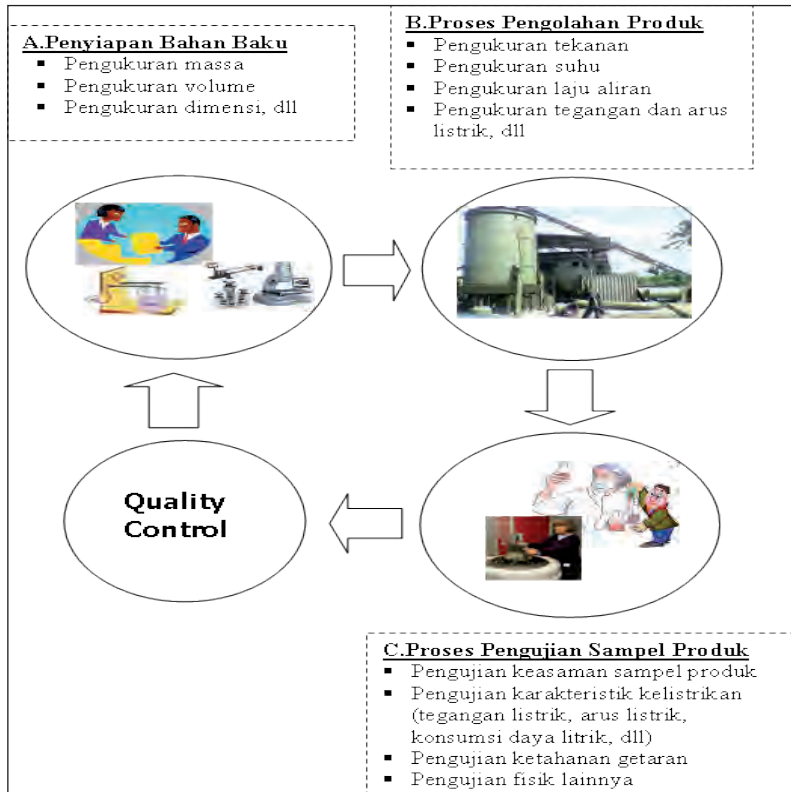 A.Penyiapan Bahan Baku
▪ Pengukuran massa
▪ Pengukuran volume
▪ Pengukuran dimensi, dll
B.Proses Pengolahan Produk
▪ Pengukuran tekanan
▪ Pengukuran suhu
▪ Pengukuran laju aliran
▪ Pengukuran tegangan dan arus
listrik, dll
Quality
Control
C.Proses Pengujian Sampel Produk
▪ Pengujian keasaman sampel produk
▪ Pengujian karakteristik kelistrikan
(tegangan listrik, arus listrik,
konsumsi daya litrik, dll)
▪ Pengujian ketahanan getaran
▪ Pengujian fisik lainnya